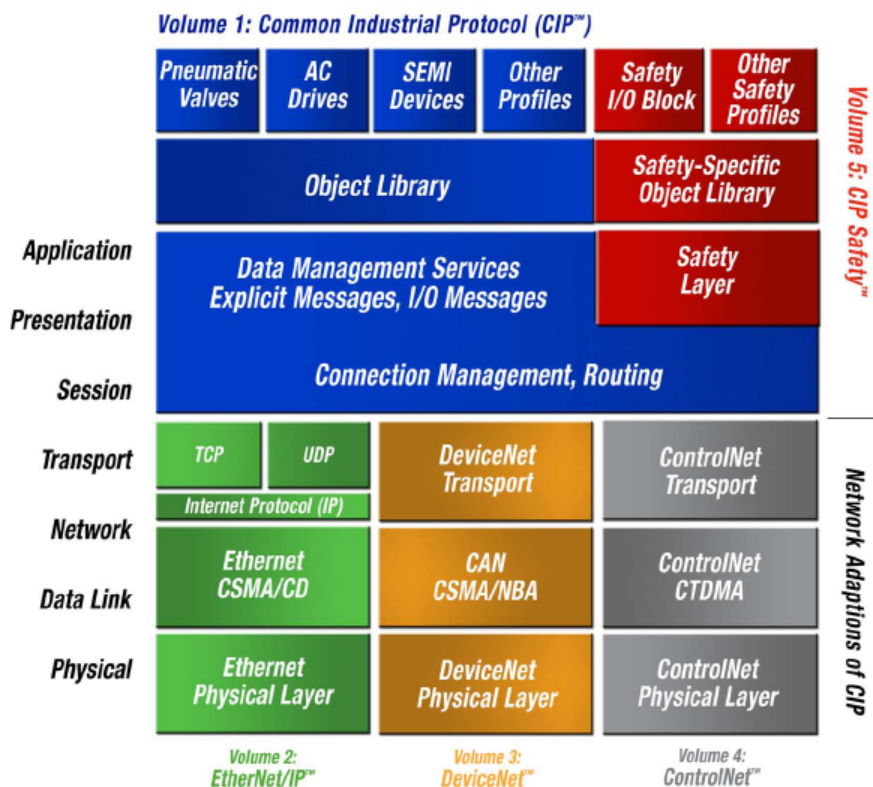 Volume 1: Common Industrial Protocol (CIP™)
Pneumatic
Valves
AC
Drives
SEMI
Devices
Other
Profiles
Safety
I/O Block
Other
Safety
Profiles
Object Library
Safety-Specific
Object Library
Volume 5: CIP Safety™
Application
Presentation
Session
Data Management Services
Explicit Messages, I/O Messages
Safety
Layer
Connection Management, Routing
Transport
Network
Data Link
Physical
TCP
UDP
Internet Protocol (IP)
DeviceNet
Transport
ControlNet
Transport
Ethernet
CSMA/CD
CAN
CSMA/NBA
ControlNet
CTDMA
Ethernet
Physical Layer
DeviceNet
Physical Layer
ControlNet
Physical Layer
Network Adaptions of CIP
Volume 2:
EtherNet/IP™
Volume 3:
DeviceNet™
Volume 4:
ControlNet™